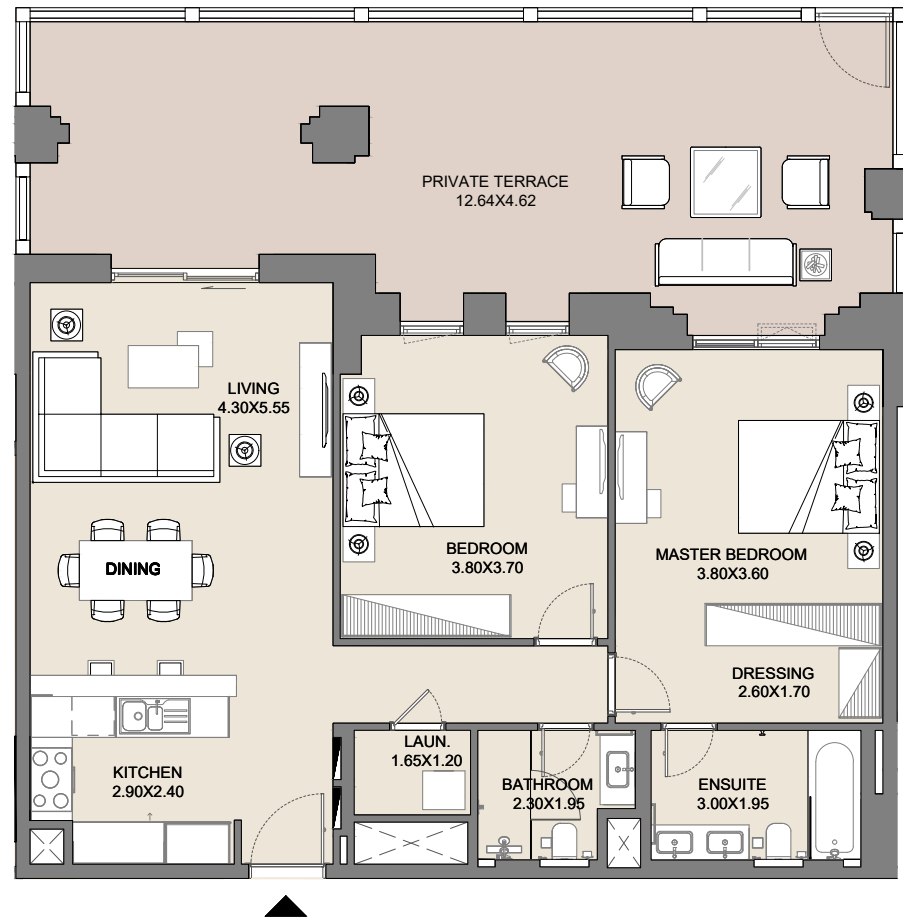 PRIVATE TERRACE
12.64X4.62
LIVING
4.30X5.55
BEDROOM
3.80X3.70
MASTER BEDROOM
3.80X3.60
DINING
DRESSING
2.60X1.70
LAUN.
1.65X1.20
KITCHEN
2.90X2.40
BATHROOM
2.30X1.95
ENSUITE
3.00X1.95